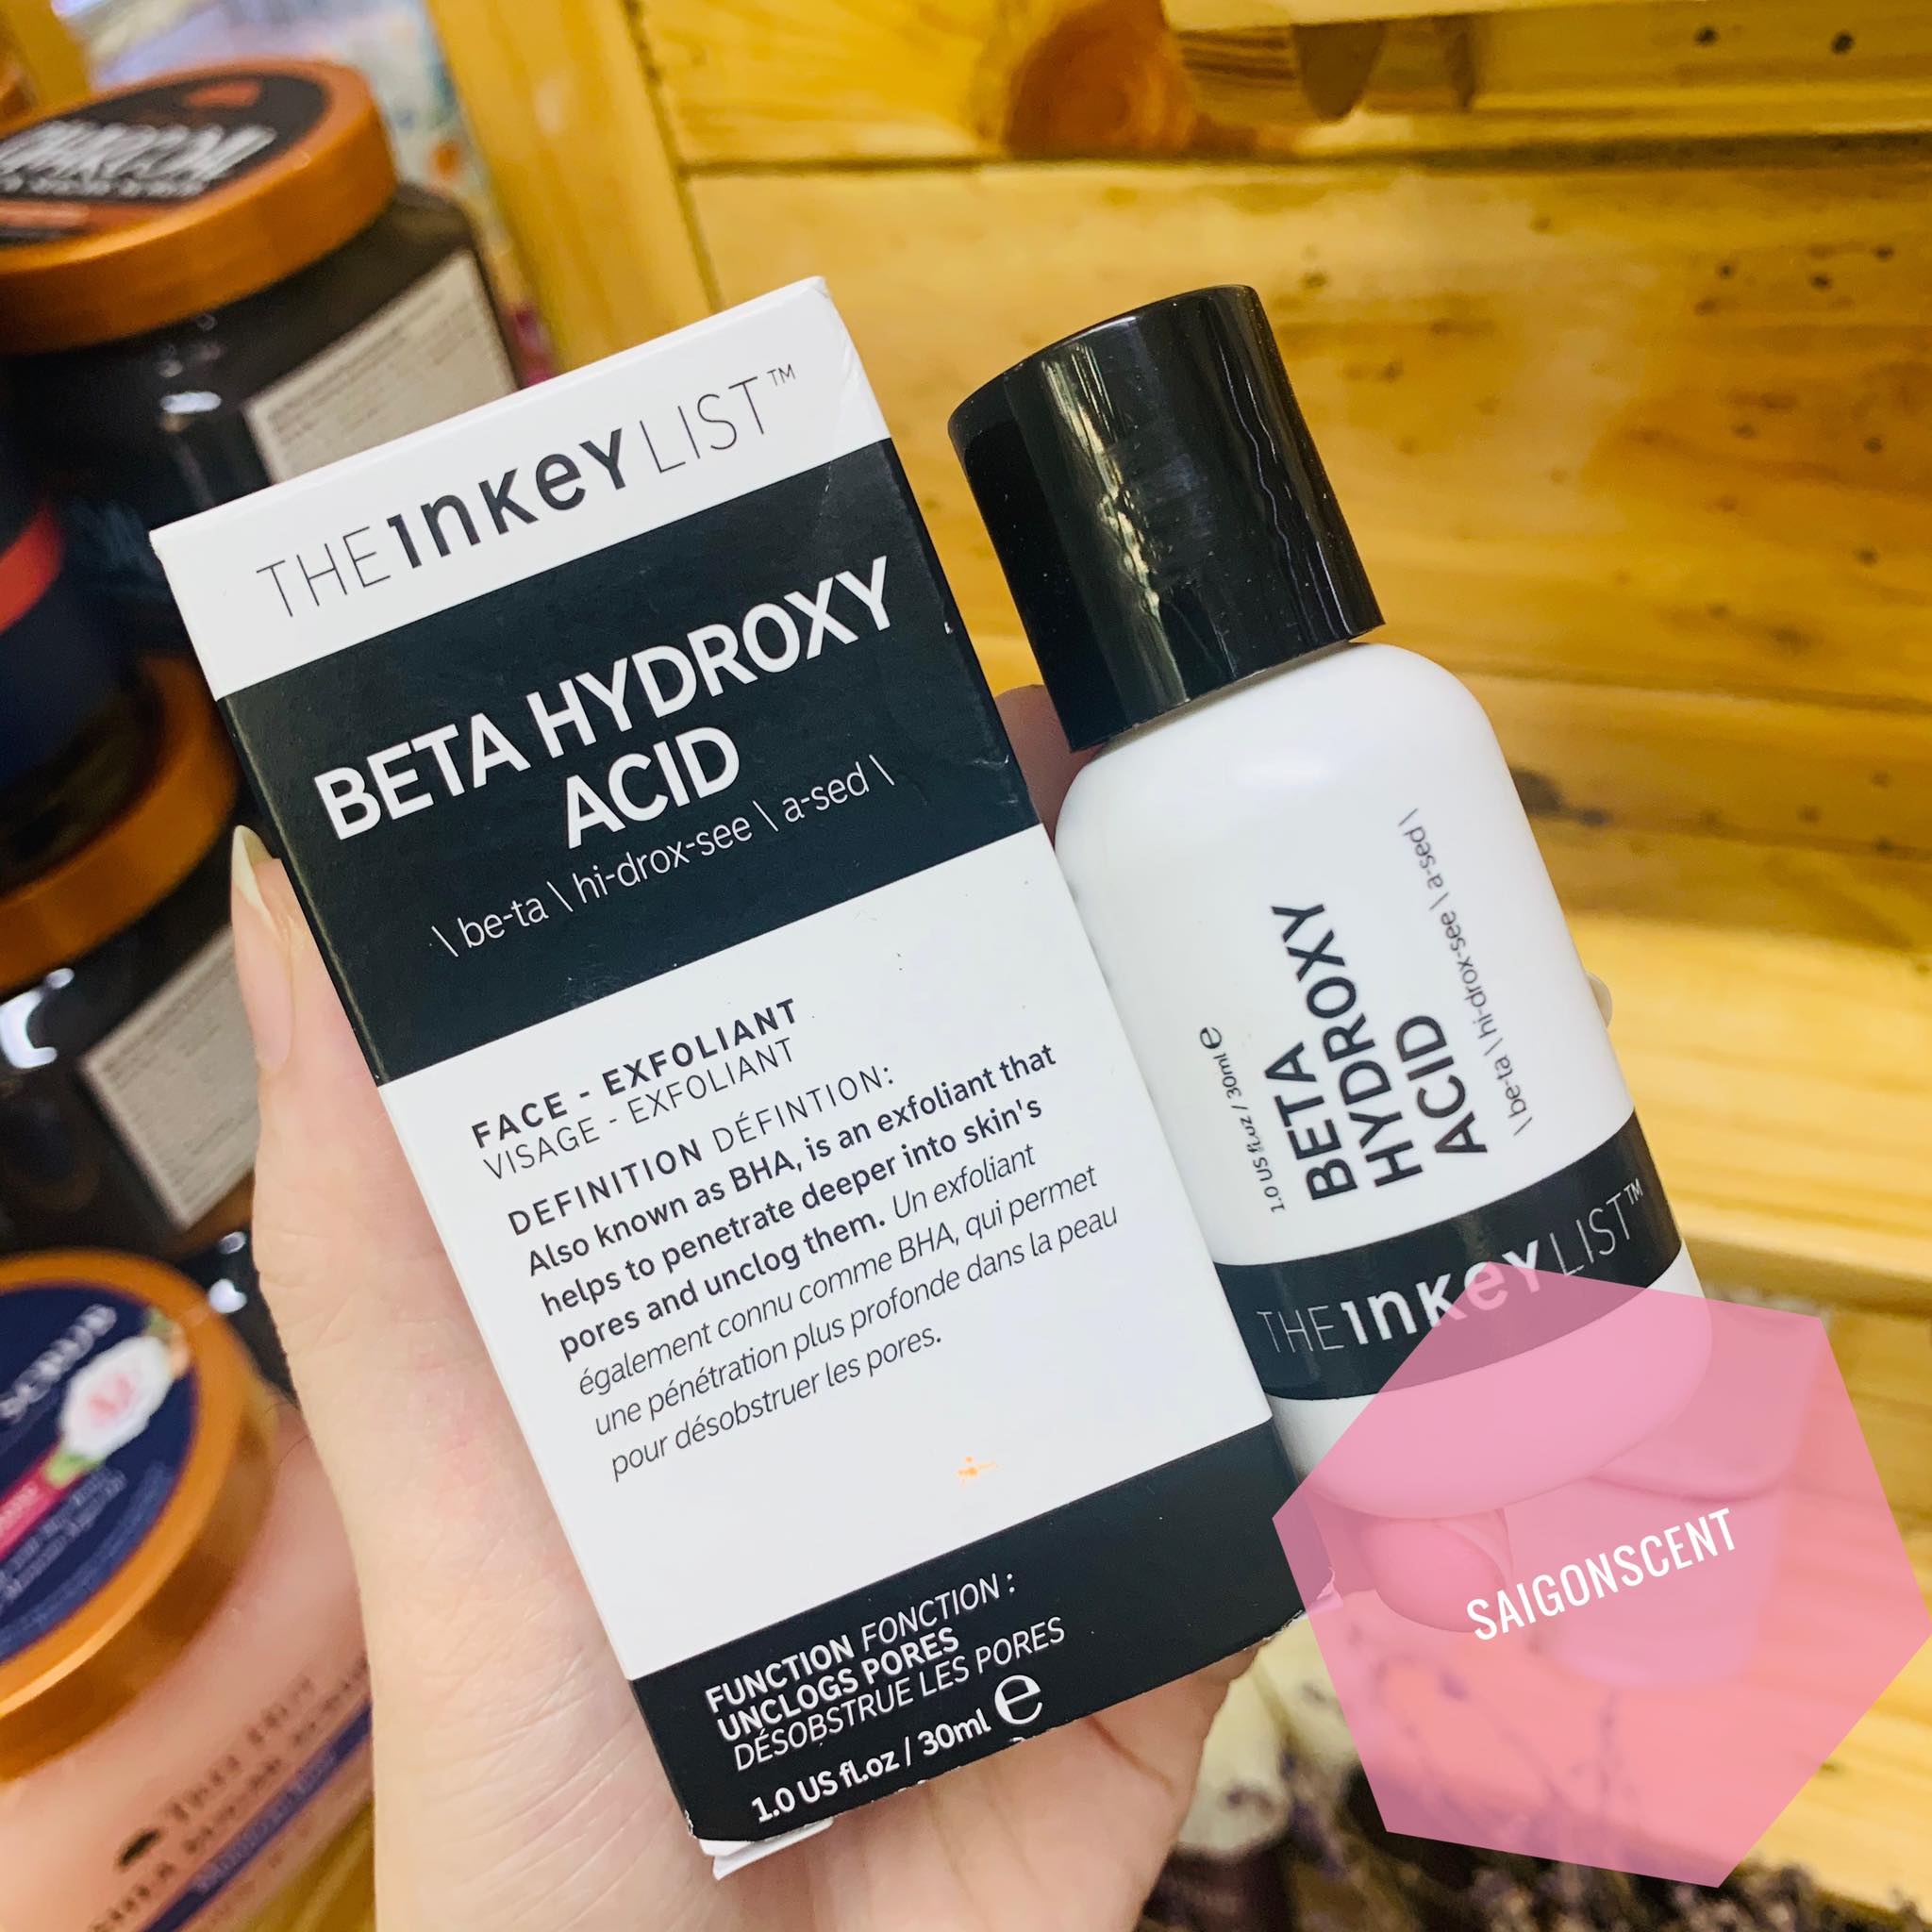 THE INKEY LIST™
BETA HYDROXY
ACID
\ be-ta \ hi-drox-see \ a-sed \
FACE - EXFOLIANT
VISAGE - EXFOLIANT
DEFINITION DÉFINTION:
Also known as BHA, is an exfoliant that
helps to penetrate deeper into skin's
pores and unclog them. Un exfoliant
également connu comme BHA, qui permet
une pénétration plus profonde dans la peau
pour désobstruer les pores.
FUNCTION FONCTION :
UNCLOGS PORES
DÉSOBSTRUE LES PORES
1.0 US fl.oz / 30ml e
1.0 US fl.oz / 30ml e
BETA
HYDROXY
ACID
\ be-ta \ hi-drox-see \ a-sed \
THE INKEY LIST™
SAIGONSCENT
SCRUB